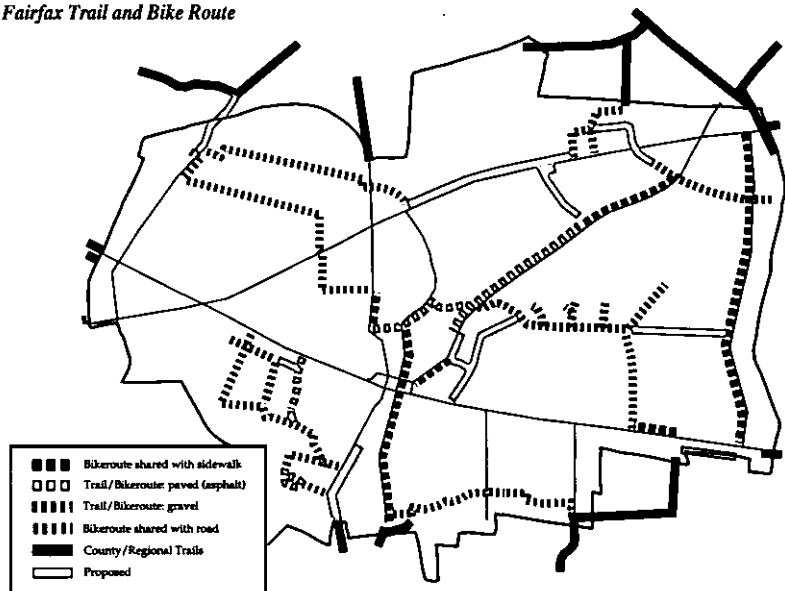 Fairfax Trail and Bike Route
Bikeroute shared with sidewalk
Trail/Bikeroute: paved (asphalt)
Trail/Bikeroute: gravel
Bikeroute shared with road
County/Regional Trails
Proposed